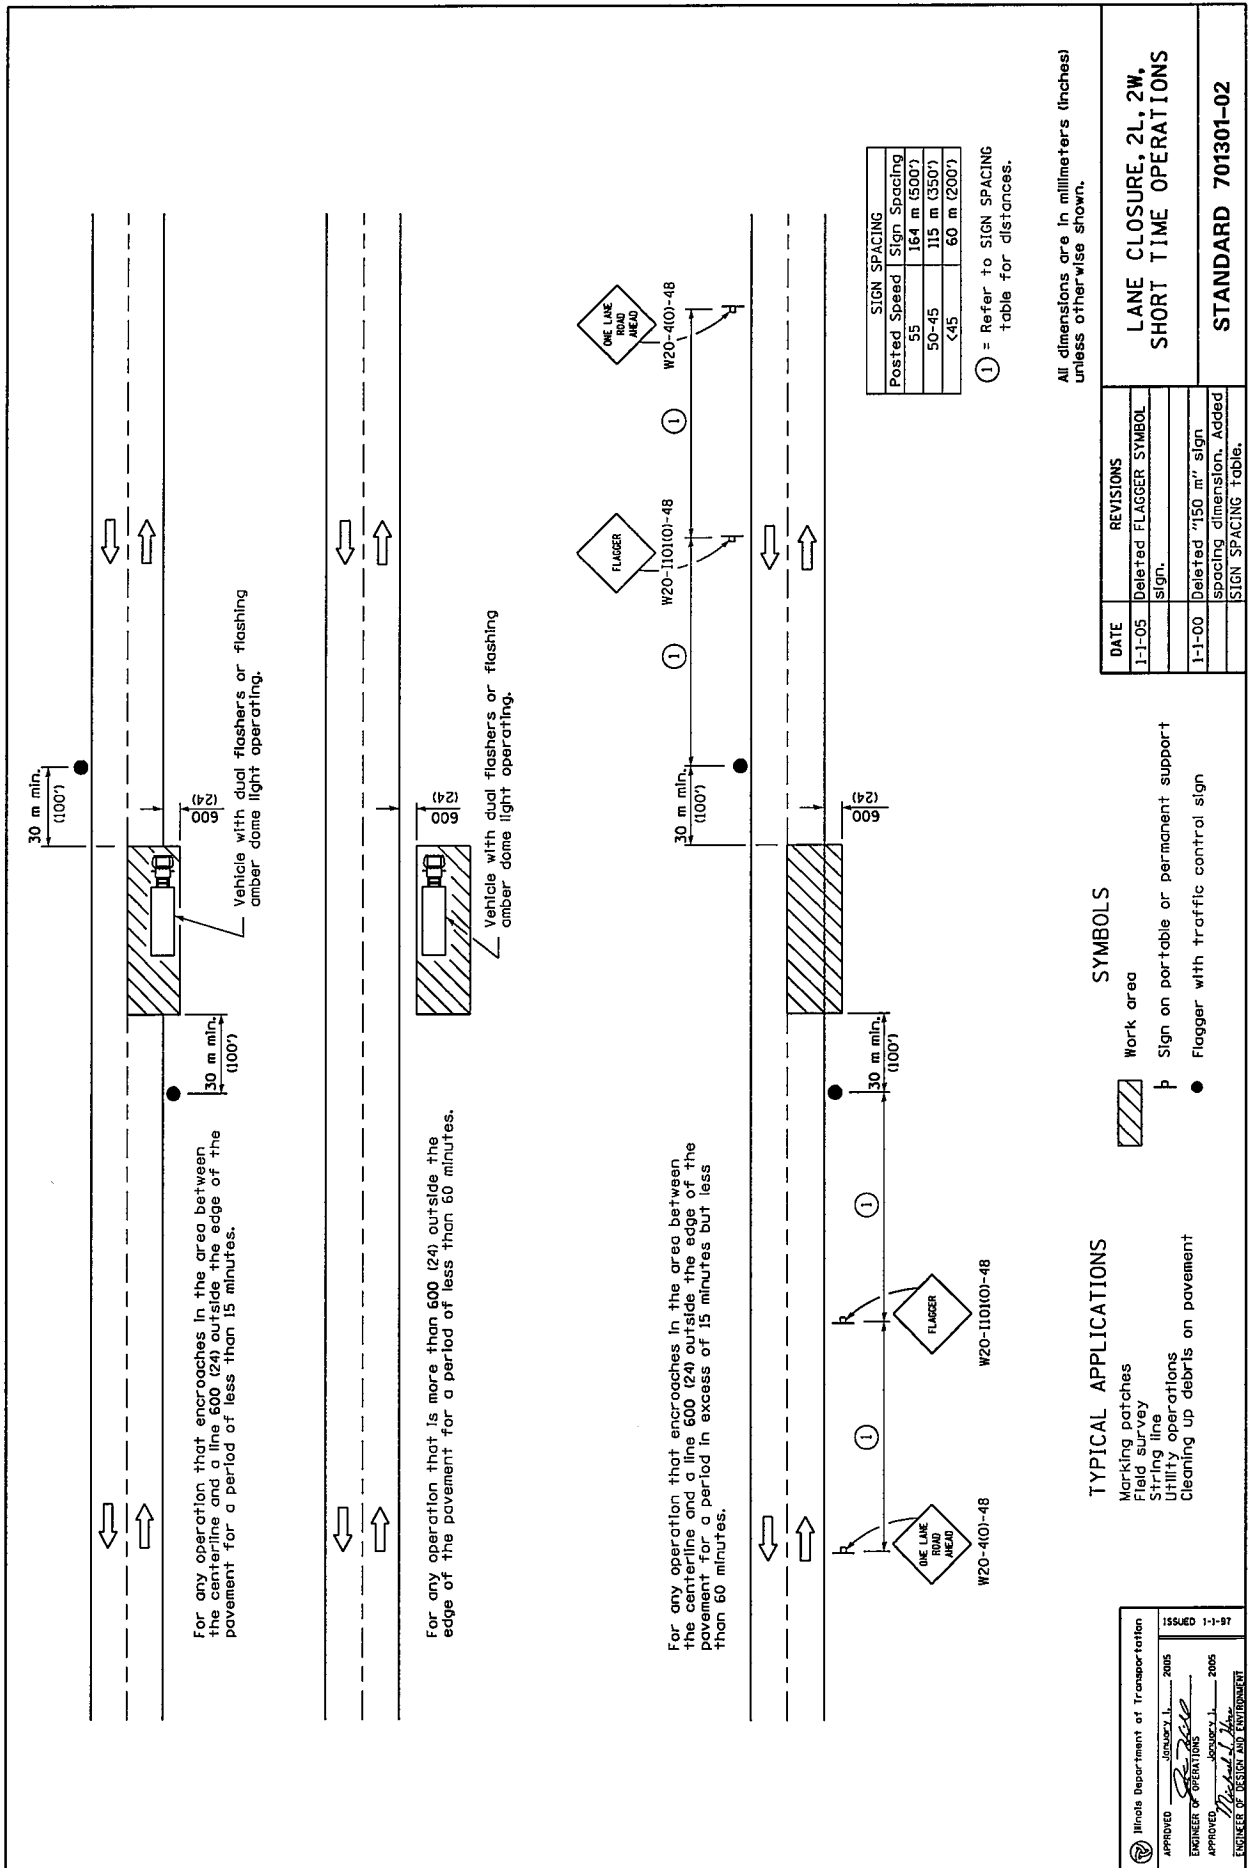 30 m min.
(100')
600
(24)
Vehicle with dual flashers or flashing
amber dome light operating.
30 m min.
(100')
For any operation that encroaches in the area between
the centerline and a line 600 (24) outside the edge of the
pavement for a period of less than 15 minutes.
600
(24)
Vehicle with dual flashers or flashing
amber dome light operating.
For any operation that is more than 600 (24) outside the
edge of the pavement for a period of less than 60 minutes.
ONE LANE
ROAD
AHEAD
W20-4(O)-48
FLAGGER
W20-I101(O)-48
1
1
30 m min.
(100')
600
(24)
30 m min.
(100')
For any operation that encroaches in the area between
the centerline and a line 600 (24) outside the edge of the
pavement for a period in excess of 15 minutes but less
than 60 minutes.
1
1
FLAGGER
W20-I101(O)-48
ONE LANE
ROAD
AHEAD
W20-4(O)-48
SIGN SPACING
Posted Speed Sign Spacing
55 164 m (500')
50-45 115 m (350')
<45 60 m (200')
1 = Refer to SIGN SPACING
table for distances.
All dimensions are in millimeters (inches)
unless otherwise shown.
TYPICAL APPLICATIONS
Marking patches
Field survey
String line
Utility operations
Cleaning up debris on pavement
SYMBOLS
Work area
Sign on portable or permanent support
Flagger with traffic control sign
Illinois Department of Transportation
APPROVED January 1, 2005
ENGINEER OF OPERATIONS
APPROVED January 1, 2005
ENGINEER OF DESIGN AND ENVIRONMENT
ISSUED 1-1-97
DATE REVISIONS
1-1-05 Deleted FLAGGER SYMBOL
sign.
1-1-00 Deleted "150 m" sign
spacing dimension. Added
SIGN SPACING table.
LANE CLOSURE, 2L, 2W,
SHORT TIME OPERATIONS
STANDARD 701301-02